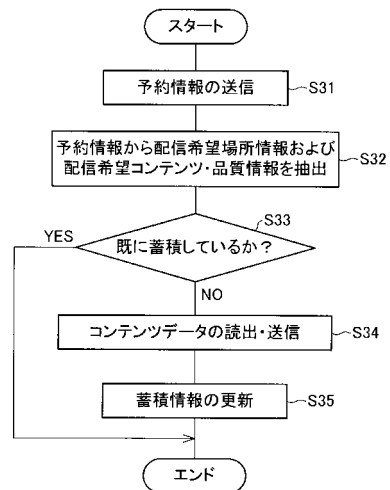 スタート
予約情報の送信
S31
予約情報から配信希望場所情報および
配信希望コンテンツ・品質情報を抽出
S32
S33
YES
既に蓄積しているか？
NO
コンテンツデータの読出・送信
S34
蓄積情報の更新
S35
エンド